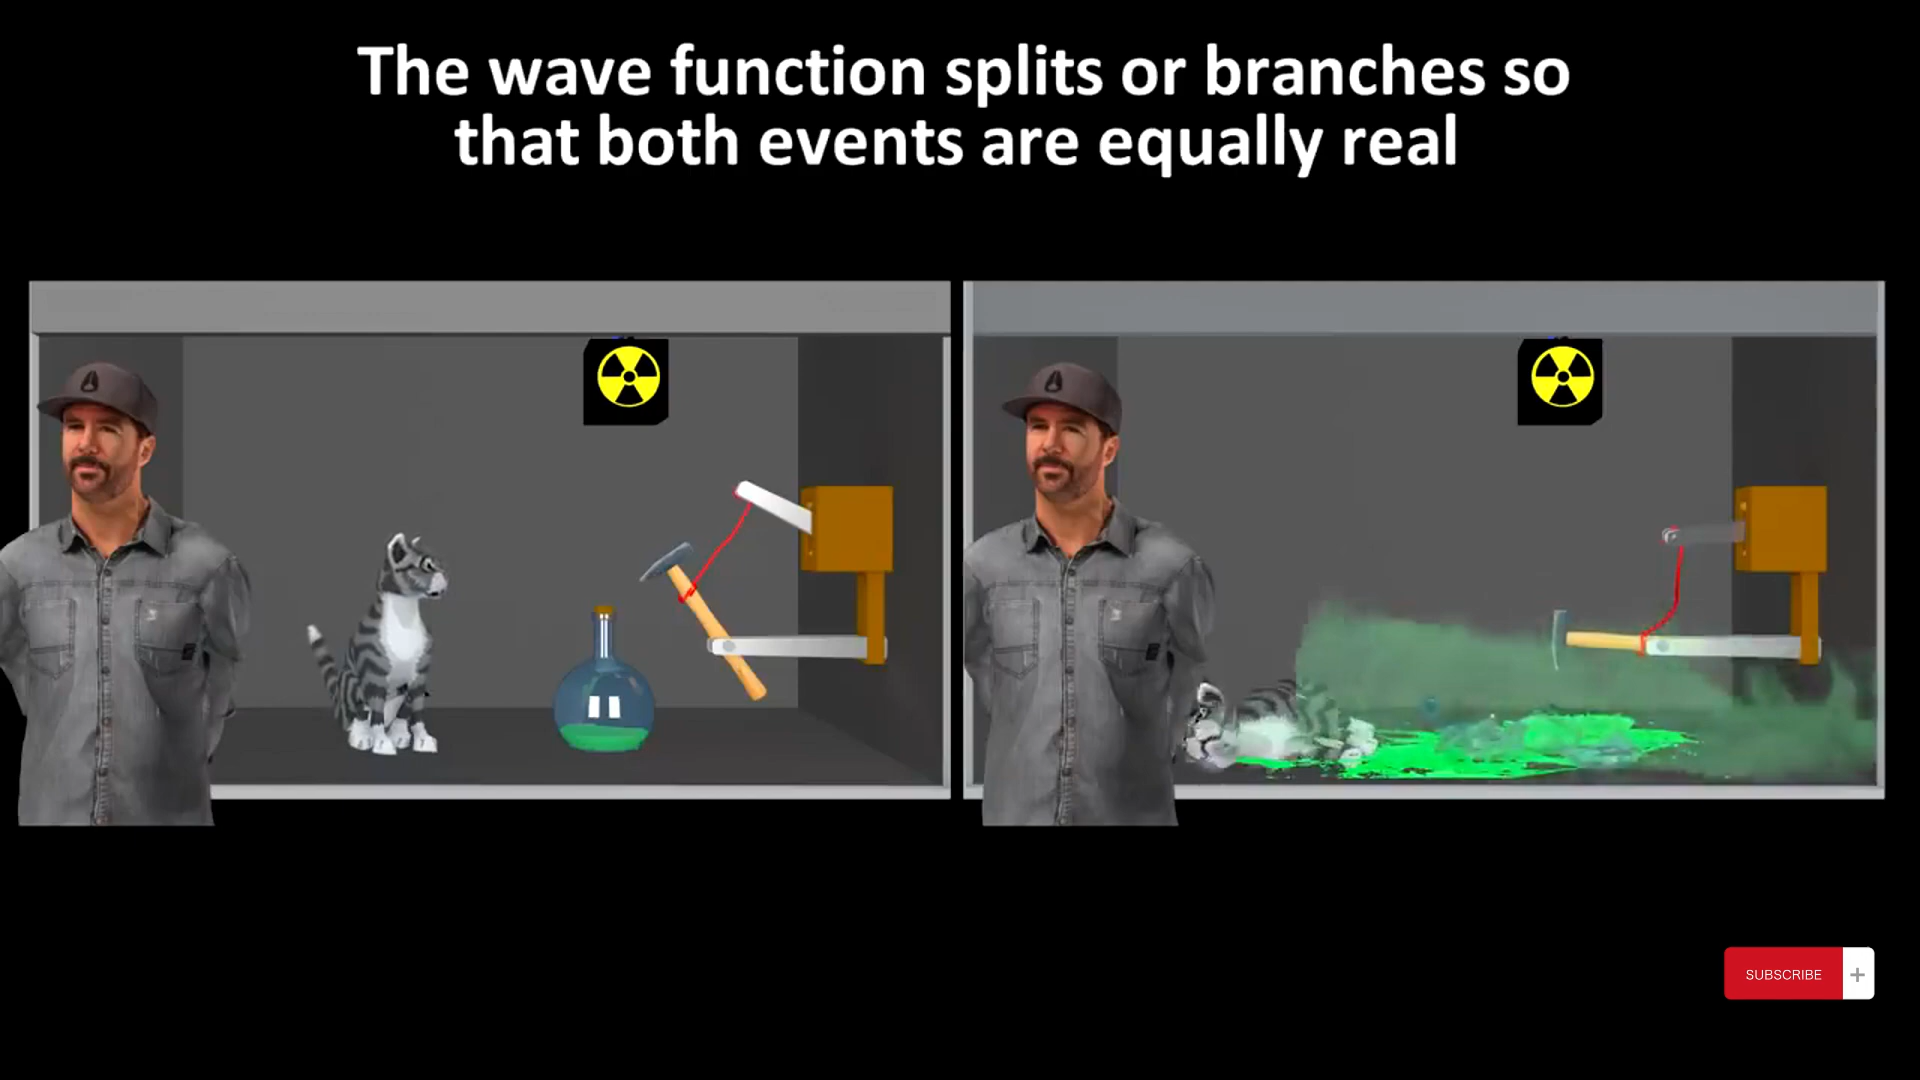 The wave function splits or branches so
that both events are equally real
SUBSCRIBE +